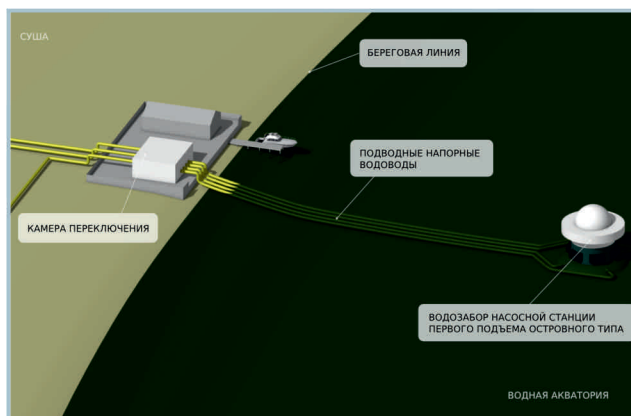 СУША
БЕРЕГОВАЯ ЛИНИЯ
ПОДВОДНЫЕ НАПОРНЫЕ
ВОДОВОДЫ
КАМЕРА ПЕРЕКЛЮЧЕНИЯ
ВОДОЗАБОР НАСОСНОЙ СТАНЦИИ
ПЕРВОГО ПОДЪЕМА ОСТРОВНОГО ТИПА
ВОДНАЯ АКВАТОРИЯ